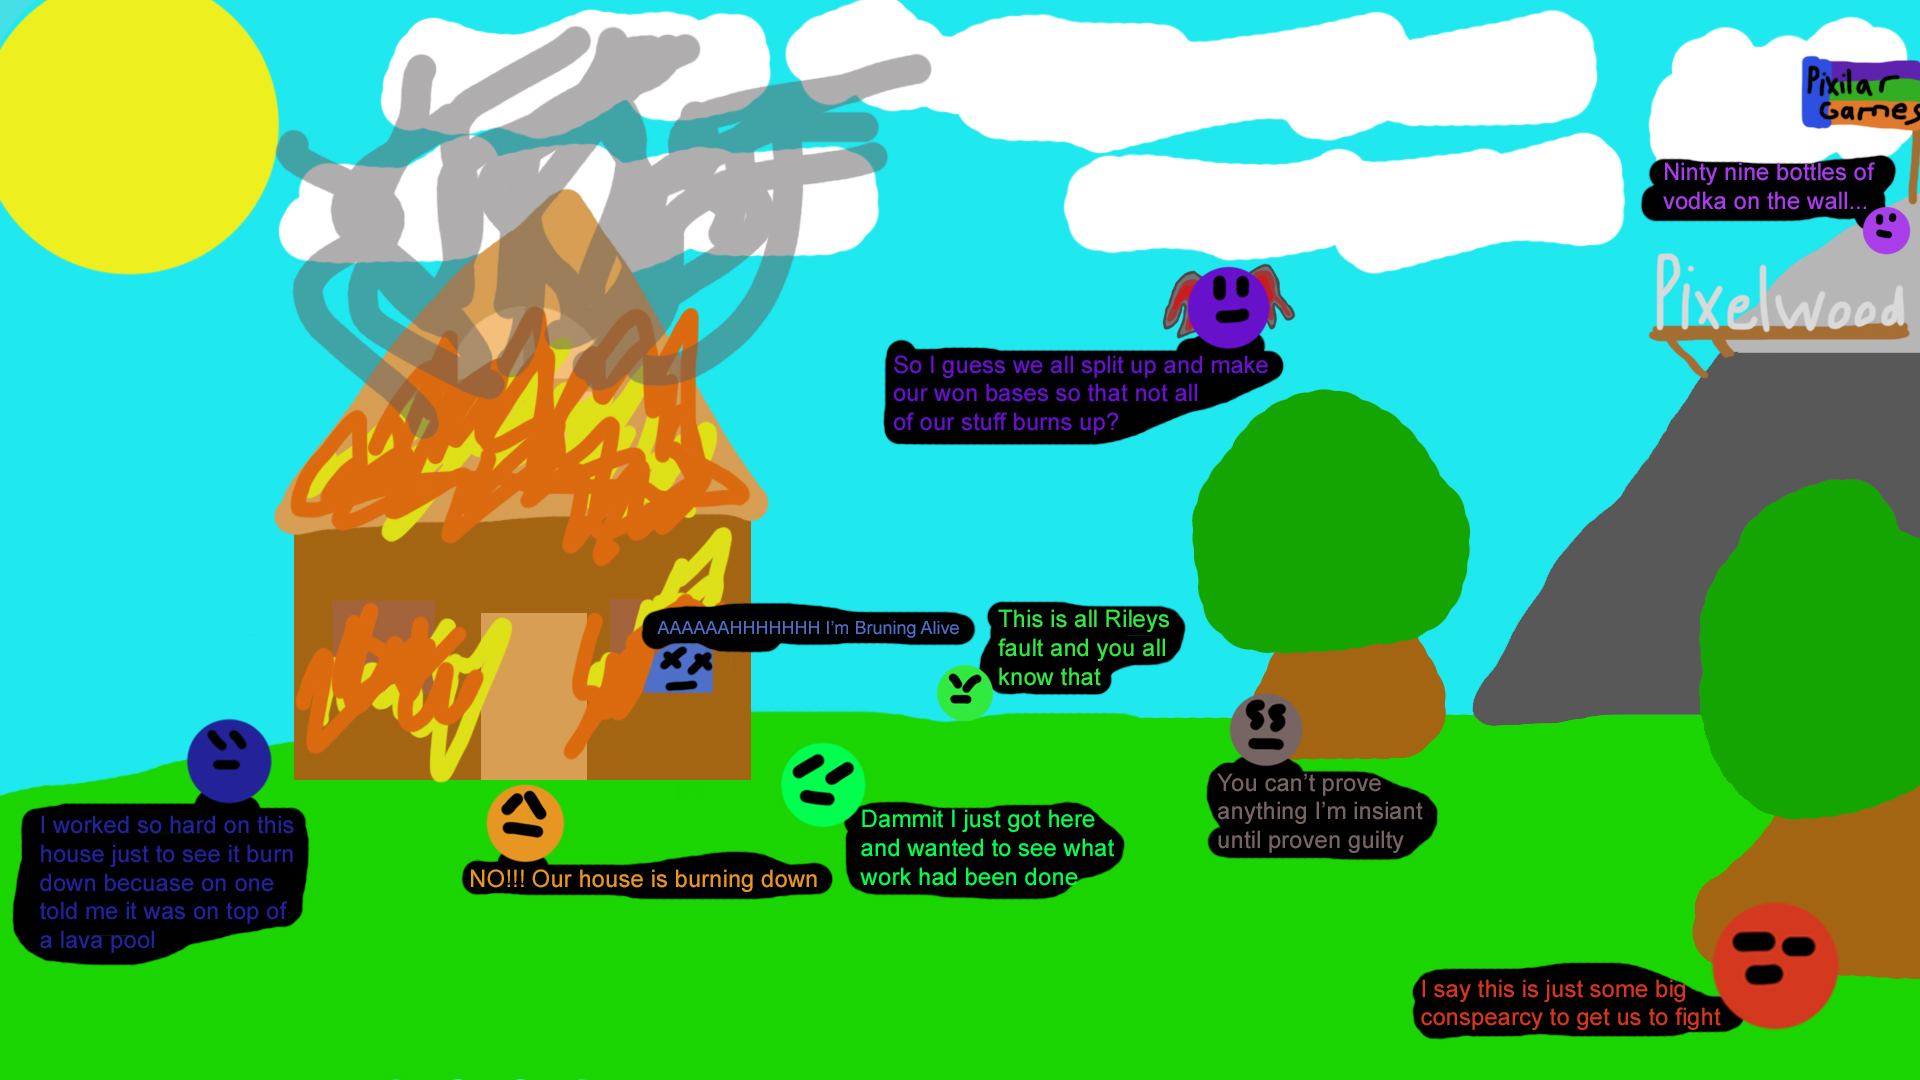 Pixilar
Games
Ninty nine bottles of
vodka on the wall...
Pixelwood
So I guess we all split up and make
our won bases so that not all
of our stuff burns up?
AAAAAAHHHHHHH I'm Bruning Alive
This is all Rileys
fault and you all
know that
You can't prove
anything I'm insiant
until proven guilty
I worked so hard on this
house just to see it burn
down becuase on one
told me it was on top of
a lava pool
NO!!! Our house is burning down
Dammit I just got here
and wanted to see what
work had been done
I say this is just some big
conspearcy to get us to fight